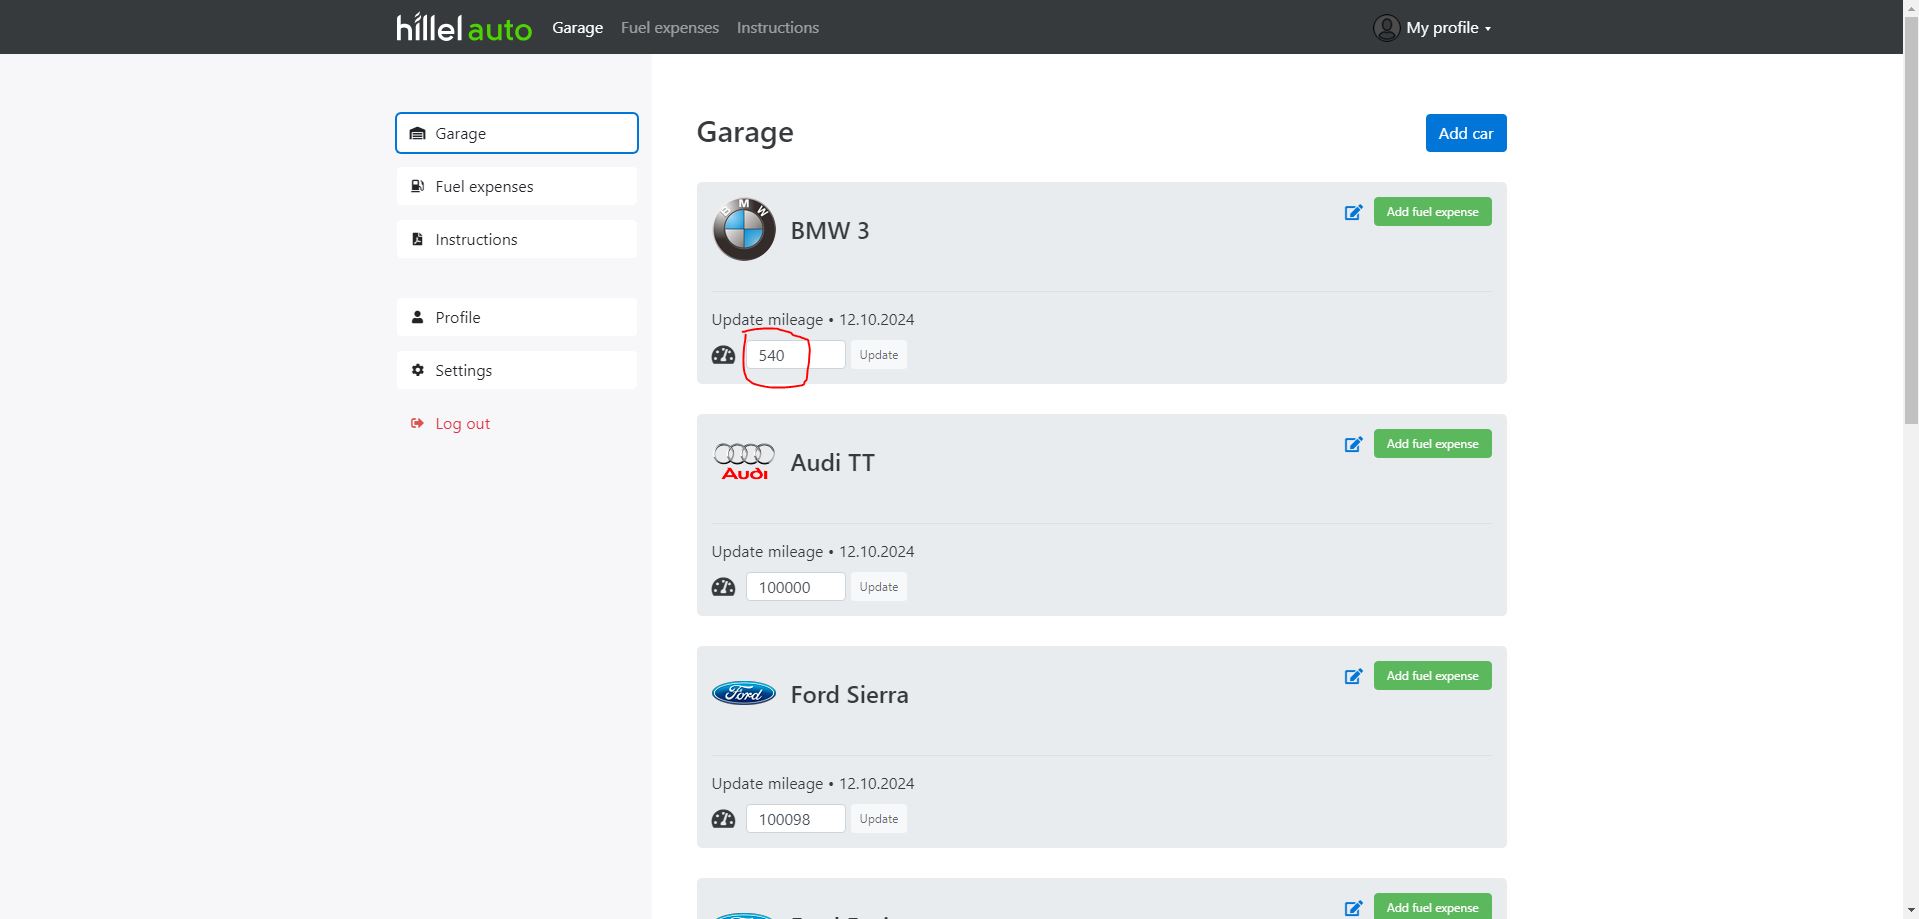 hillel auto Garage Fuel expenses Instructions My profile
Garage
Fuel expenses
Instructions
Profile
Settings
Log out
Garage Add car
BMW
BMW 3
Add fuel expense
Update mileage • 12.10.2024
540 Update
Audi
Audi TT
Add fuel expense
Update mileage • 12.10.2024
100000 Update
Ford
Ford Sierra
Add fuel expense
Update mileage • 12.10.2024
100098 Update
Add fuel expense